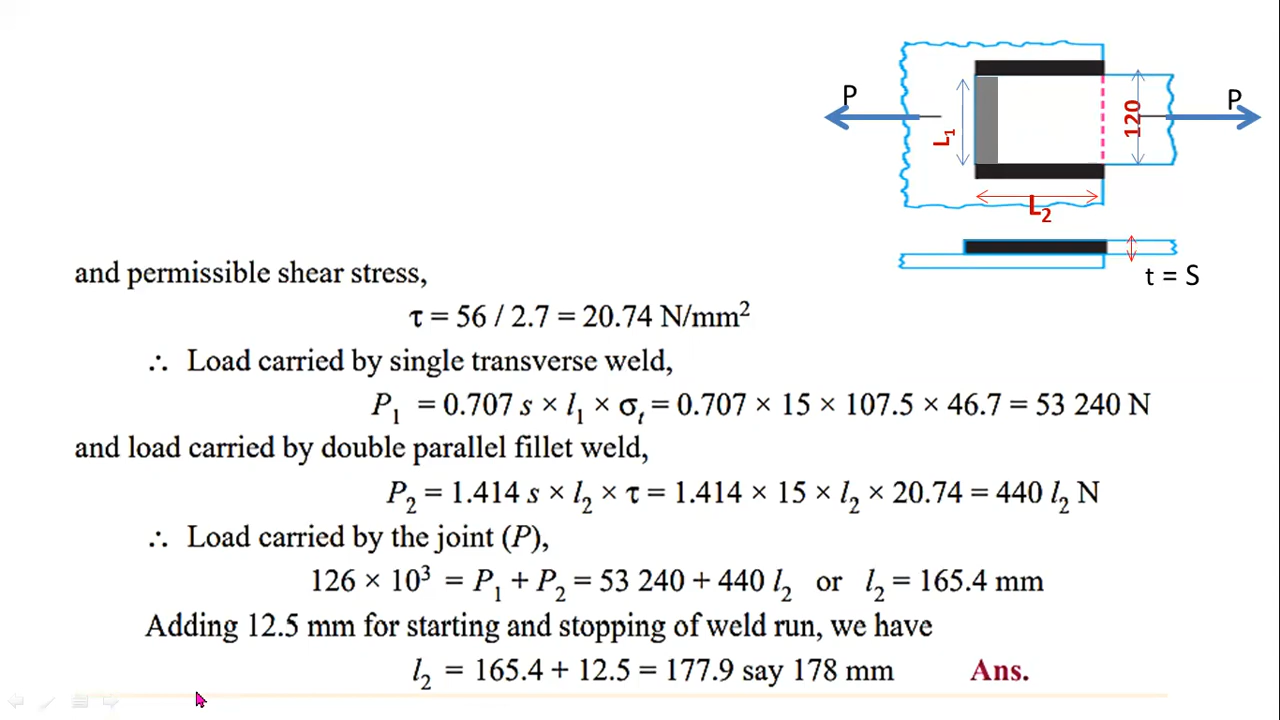 P
P
L₁
120
L₂
t = S
and permissible shear stress,
τ = 56 / 2.7 = 20.74 N/mm²
∴ Load carried by single transverse weld,
P₁ = 0.707 s × l₁ × σₜ = 0.707 × 15 × 107.5 × 46.7 = 53 240 N
and load carried by double parallel fillet weld,
P₂ = 1.414 s × l₂ × τ = 1.414 × 15 × l₂ × 20.74 = 440 l₂ N
∴ Load carried by the joint (P),
126 × 10³ = P₁ + P₂ = 53 240 + 440 l₂ or l₂ = 165.4 mm
Adding 12.5 mm for starting and stopping of weld run, we have
l₂ = 165.4 + 12.5 = 177.9 say 178 mm Ans.